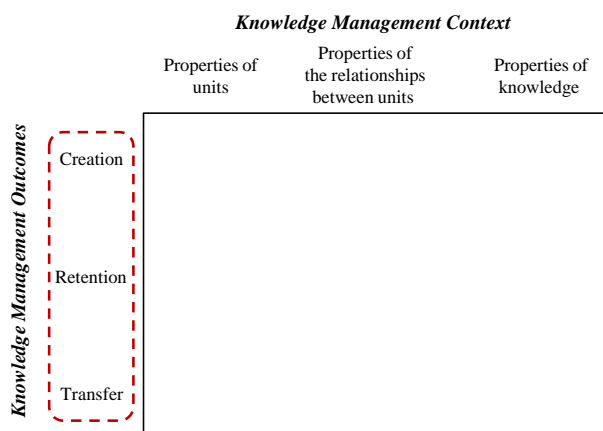 Knowledge Management Context
Properties of
units
Properties of
the relationships
between units
Properties of
knowledge
Knowledge Management Outcomes
Creation
Retention
Transfer